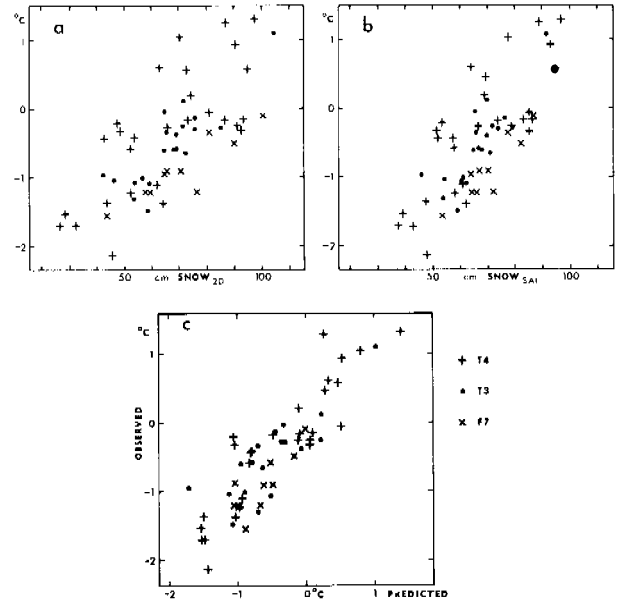 °C
a
1
0
-1
-2
50
cm SNOW2D
100
°C
b
1
0
-1
50
cm SNOWSAI
100
°C
c
1
0
-1
-2
OBSERVED
-2
-1
0°C
1
PREDICTED
+ T4
• T3
× F7